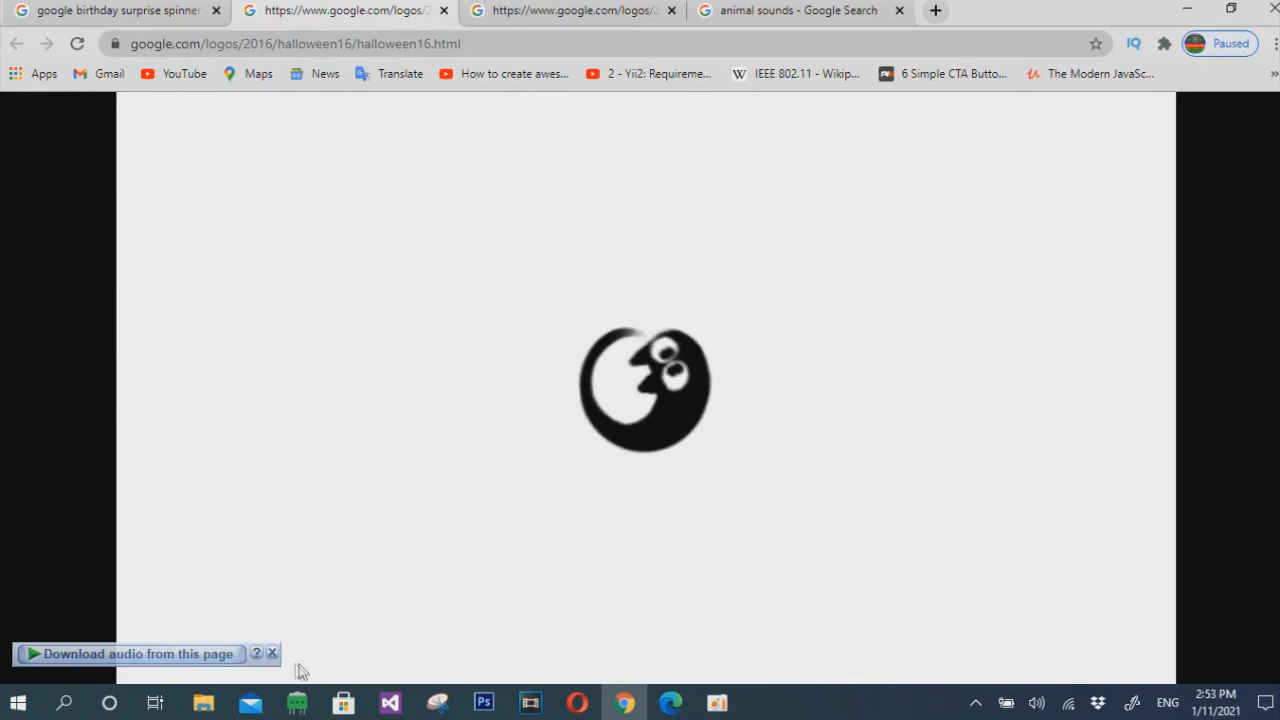 google birthday surprise spinner
https://www.google.com/logos/2
https://www.google.com/logos/2
animal sounds - Google Search
google.com/logos/2016/halloween16/halloween16.html
Paused
Apps
Gmail
YouTube
Maps
News
Translate
How to create awes...
2 - Yii2: Requireme...
IEEE 802.11 - Wikip...
6 Simple CTA Butto...
The Modern JavaSc...
Download audio from this page
ENG
2:53 PM
1/11/2021